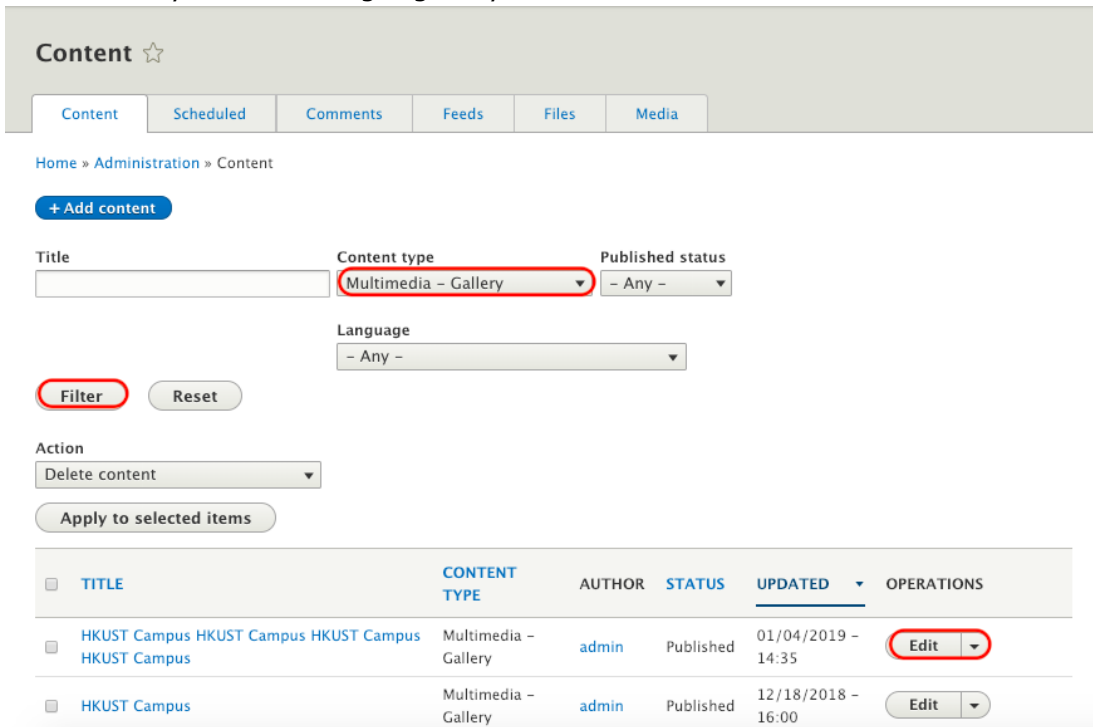 Content
Content Scheduled Comments Feeds Files Media
Home » Administration » Content
+ Add content
Title Content type Published status
Multimedia – Gallery – Any –
Language
– Any –
Filter Reset
Action
Delete content
Apply to selected items
TITLE CONTENT TYPE AUTHOR STATUS UPDATED OPERATIONS
HKUST Campus HKUST Campus HKUST Campus Multimedia – 01/04/2019 –
HKUST Campus Gallery admin Published 14:35 Edit
HKUST Campus Multimedia – Gallery admin Published 12/18/2018 – 16:00 Edit